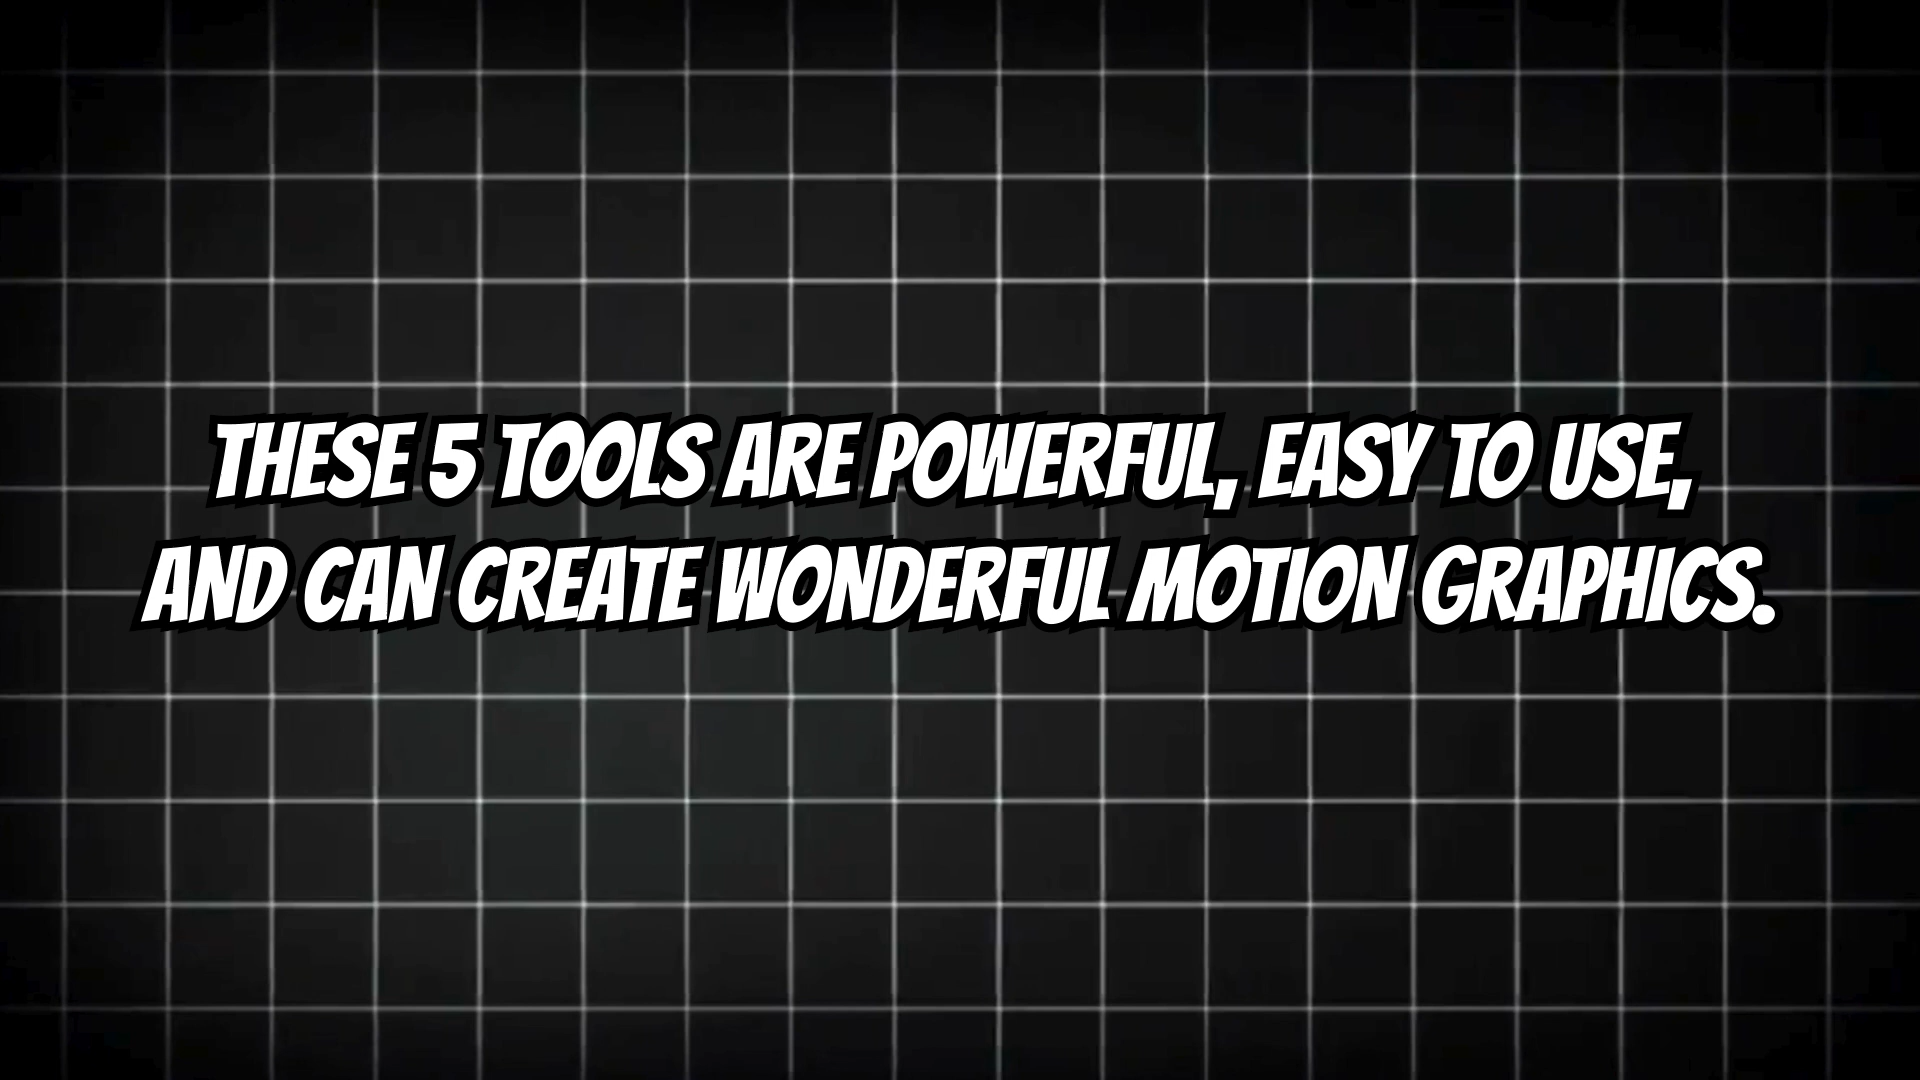 THESE 5 TOOLS ARE POWERFUL, EASY TO USE,
AND CAN CREATE WONDERFUL MOTION GRAPHICS.